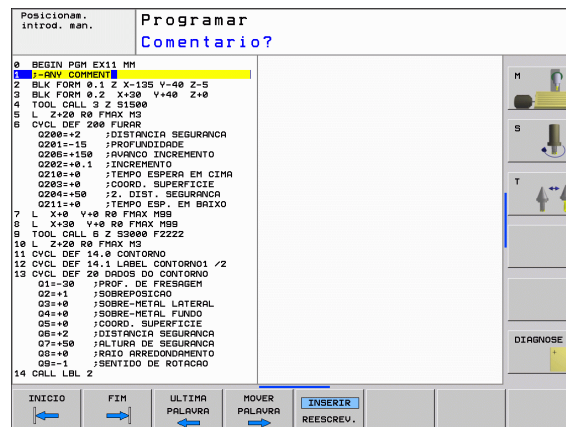 Posicionam.
introd. man.
Programar
Comentario?
0 BEGIN PGM EX11 MM
1 ;-ANY COMMENT
2 BLK FORM 0.1 Z X-135 Y-40 Z-5
3 BLK FORM 0.2 X+30 Y+40 Z+0
4 TOOL CALL 3 Z S1500
5 L Z+20 R0 FMAX M3
6 CYCL DEF 200 FURAR
Q200=+2 ;DISTANCIA SEGURANCA
Q201=-15 ;PROFUNDIDADE
Q206=+150 ;AVANCO INCREMENTO
Q202=+0.1 ;INCREMENTO
Q210=+0 ;TEMPO ESPERA EM CIMA
Q203=+0 ;COORD. SUPERFICIE
Q204=+50 ;2. DIST. SEGURANCA
Q211=+0 ;TEMPO ESP. EM BAIXO
7 L X+0 Y+0 R0 FMAX M99
8 L X+30 Y+0 R0 FMAX M99
9 TOOL CALL 6 Z S3000 F2222
10 L Z+20 R0 FMAX M3
11 CYCL DEF 14.0 CONTORNO
12 CYCL DEF 14.1 LABEL CONTORNO1 /2
13 CYCL DEF 20 DADOS DO CONTORNO
Q1=-30 ;PROF. DE FRESAGEM
Q2=+1 ;SOBREPOSICAO
Q3=+0 ;SOBRE-METAL LATERAL
Q4=+0 ;SOBRE-METAL FUNDO
Q5=+0 ;COORD. SUPERFICIE
Q6=+2 ;DISTANCIA SEGURANCA
Q7=+50 ;ALTURA DE SEGURANCA
Q8=+0 ;RAIO ARREDONDAMENTO
Q9=-1 ;SENTIDO DE ROTACAO
14 CALL LBL 2
M
S
T
DIAGNOSE
INICIO
FIM
ULTIMA
PALAVRA
MOVER
PALAVRA
INSERIR
REESCREV.